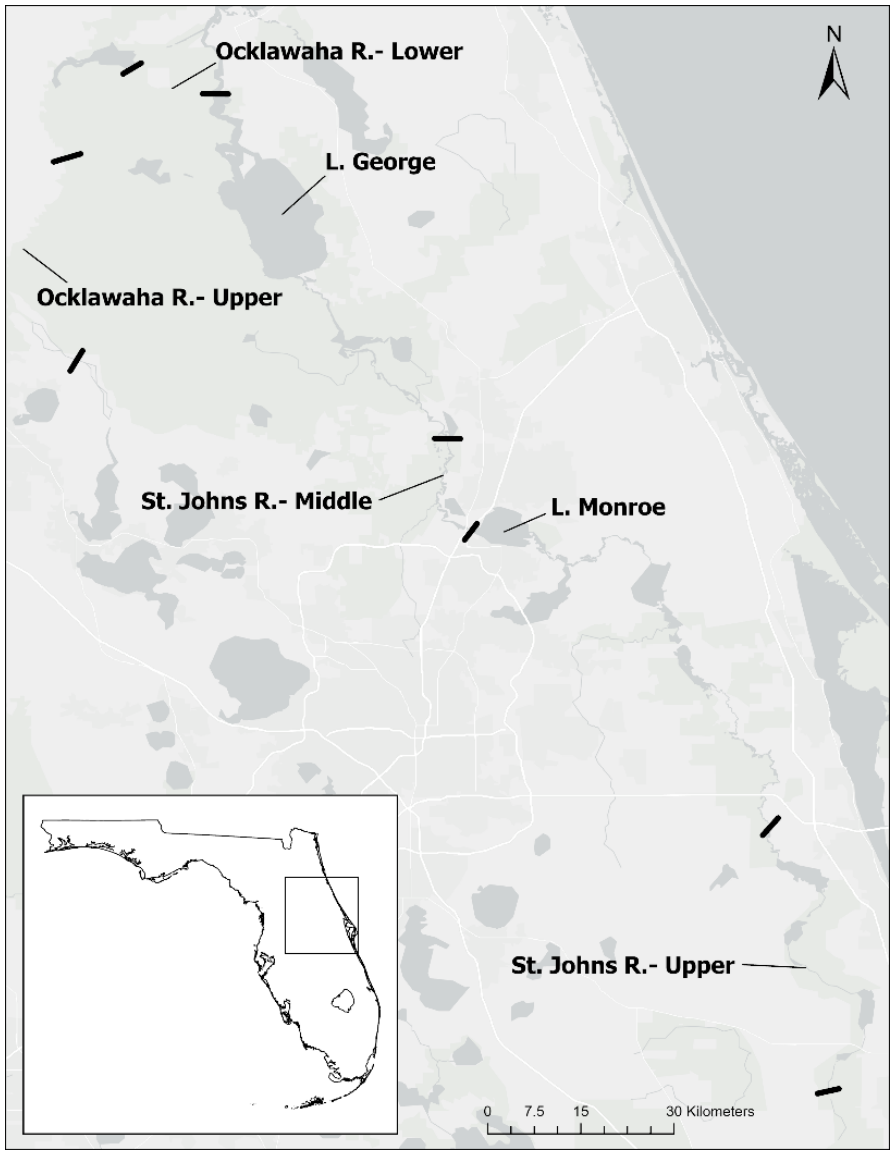 N
Ocklawaha R.- Lower
L. George
Ocklawaha R.- Upper
St. Johns R.- Middle
L. Monroe
St. Johns R.- Upper
0 7.5 15 30 Kilometers